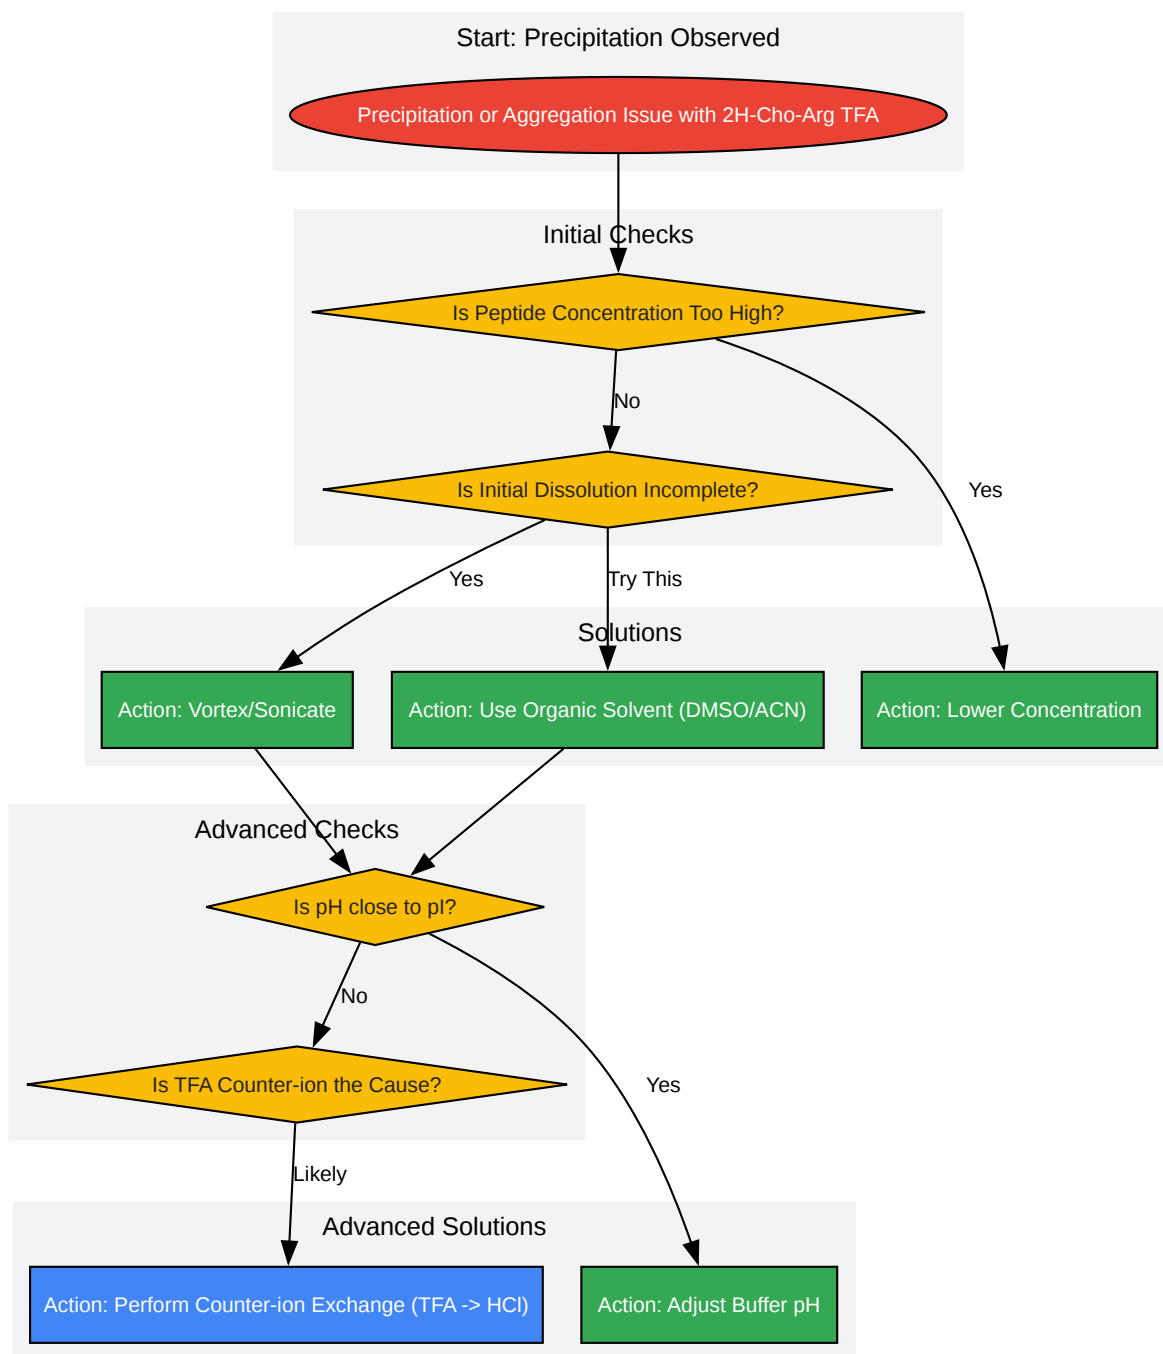 Start: Precipitation Observed
Precipitation or Aggregation Issue with 2H-Cho-Arg TFA
Initial Checks
Is Peptide Concentration Too High?
No
Is Initial Dissolution Incomplete?
Yes
Yes
Try This
Solutions
Action: Vortex/Sonicate
Action: Use Organic Solvent (DMSO/ACN)
Action: Lower Concentration
Advanced Checks
Is pH close to pI?
No
Is TFA Counter-ion the Cause?
Yes
Likely
Advanced Solutions
Action: Perform Counter-ion Exchange (TFA -> HCl)
Action: Adjust Buffer pH